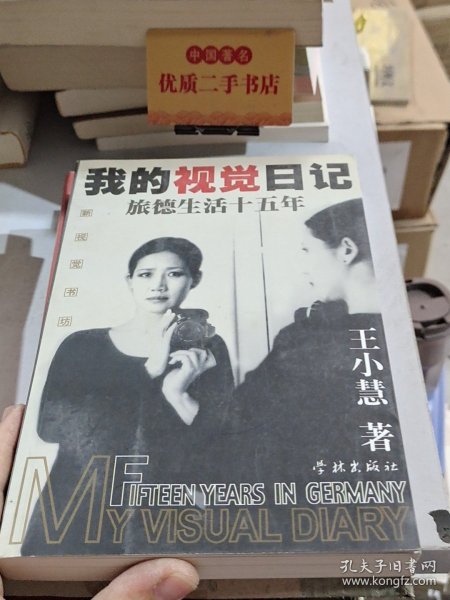 中国著名
优质二手书店
我的视觉日记
旅德生活十五年
新视觉书坊
王小慧 著
学林出版社
FIFTEEN YEARS IN GERMANY
MY VISUAL DIARY
孔夫子旧书网
www.kongfz.com